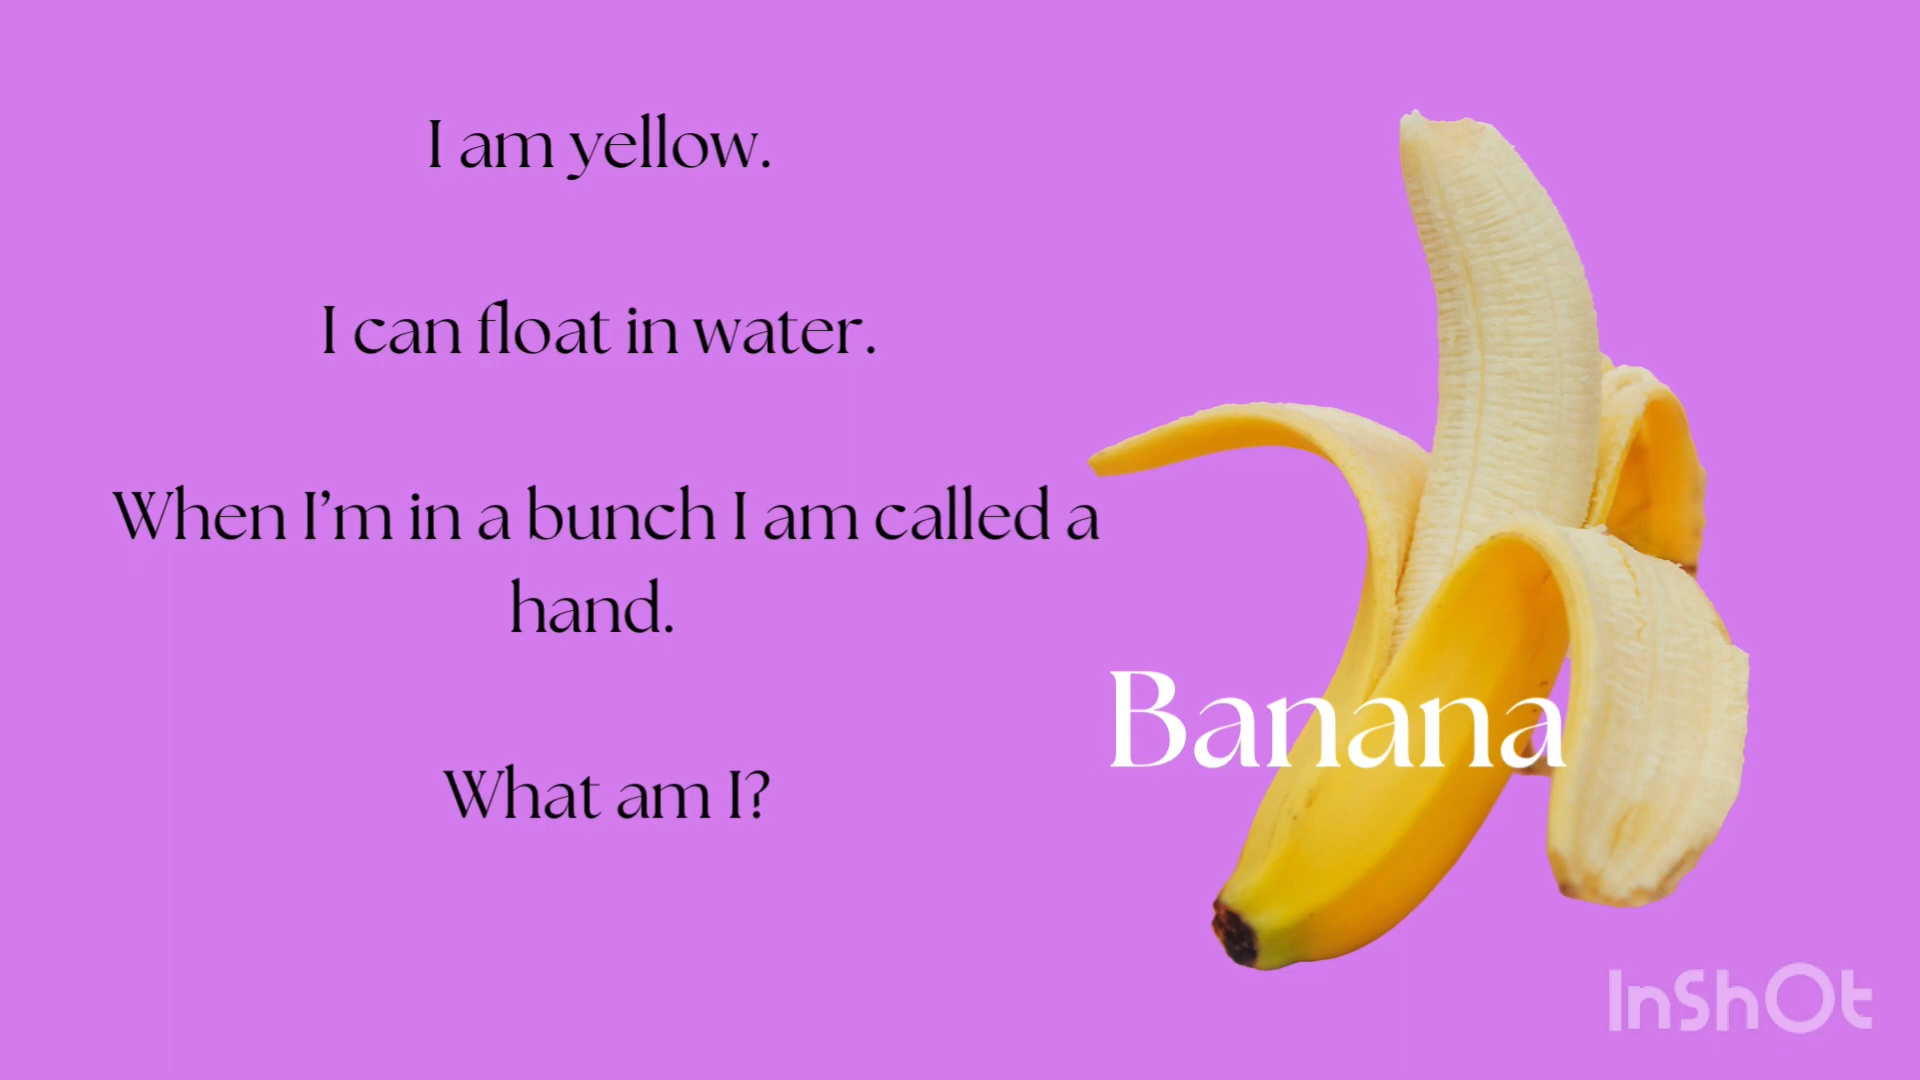 I am yellow.
I can float in water.
When I’m in a bunch I am called a
hand.
Banana
What am I?
InShOt